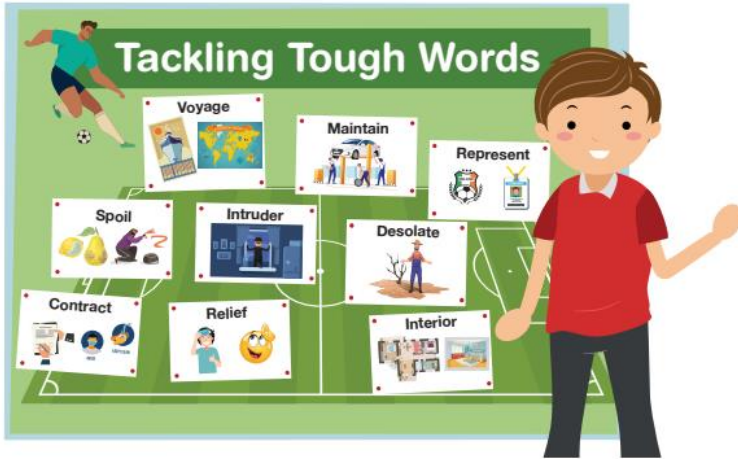 Tackling Tough Words
Voyage
Maintain
Represent
Spoil
Intruder
Desolate
Contract
Relief
Interior